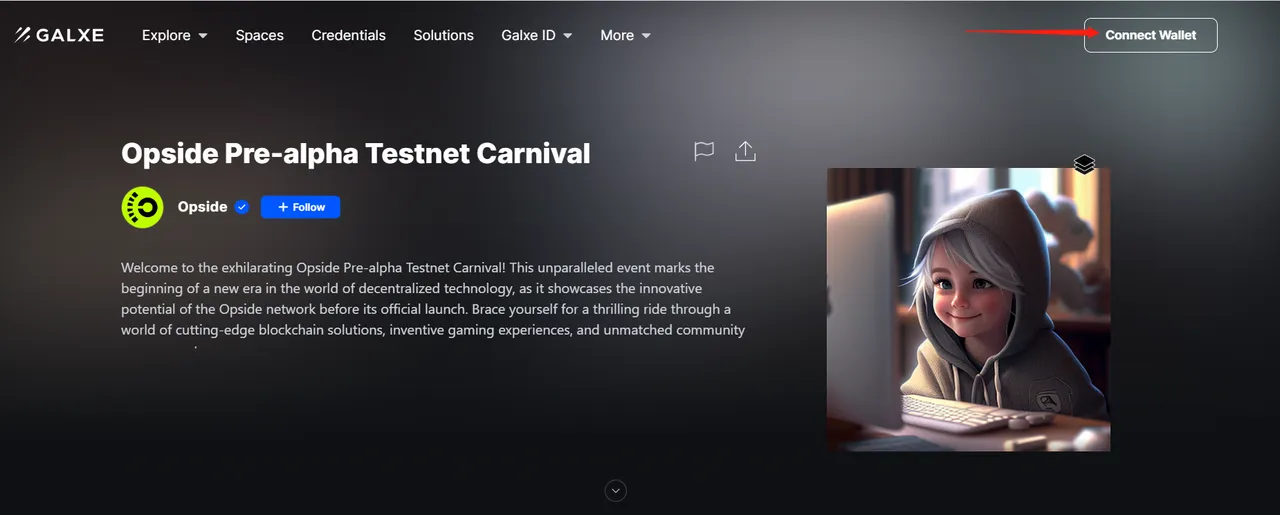 GALXE Explore Spaces Credentials Solutions Galxe ID More Connect Wallet
Opside Pre-alpha Testnet Carnival
Opside + Follow
Welcome to the exhilarating Opside Pre-alpha Testnet Carnival! This unparalleled event marks the
beginning of a new era in the world of decentralized technology, as it showcases the innovative
potential of the Opside network before its official launch. Brace yourself for a thrilling ride through a
world of cutting-edge blockchain solutions, inventive gaming experiences, and unmatched community